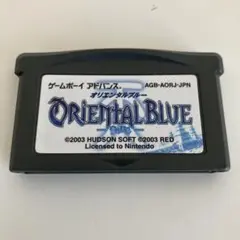 ゲームボーイ アドバンス AGB-AORJ-JPN
オリエンタルブルー
ORIENTAL BLUE
©2003 HUDSON SOFT ©2003 RED
Licensed to Nintendo